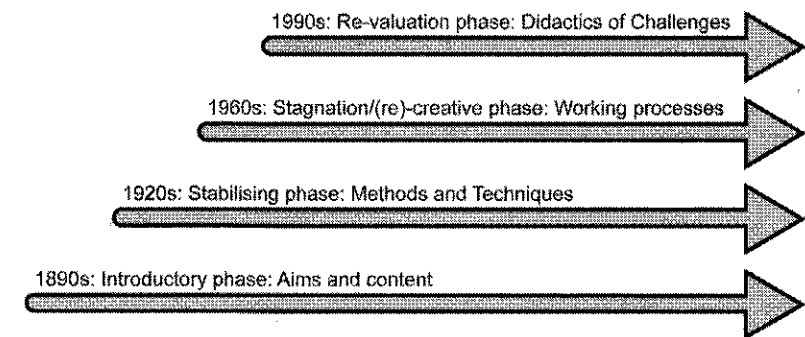 1990s: Re-valuation phase: Didactics of Challenges
1960s: Stagnation/(re)-creative phase: Working processes
1920s: Stabilising phase: Methods and Techniques
1890s: Introductory phase: Aims and content